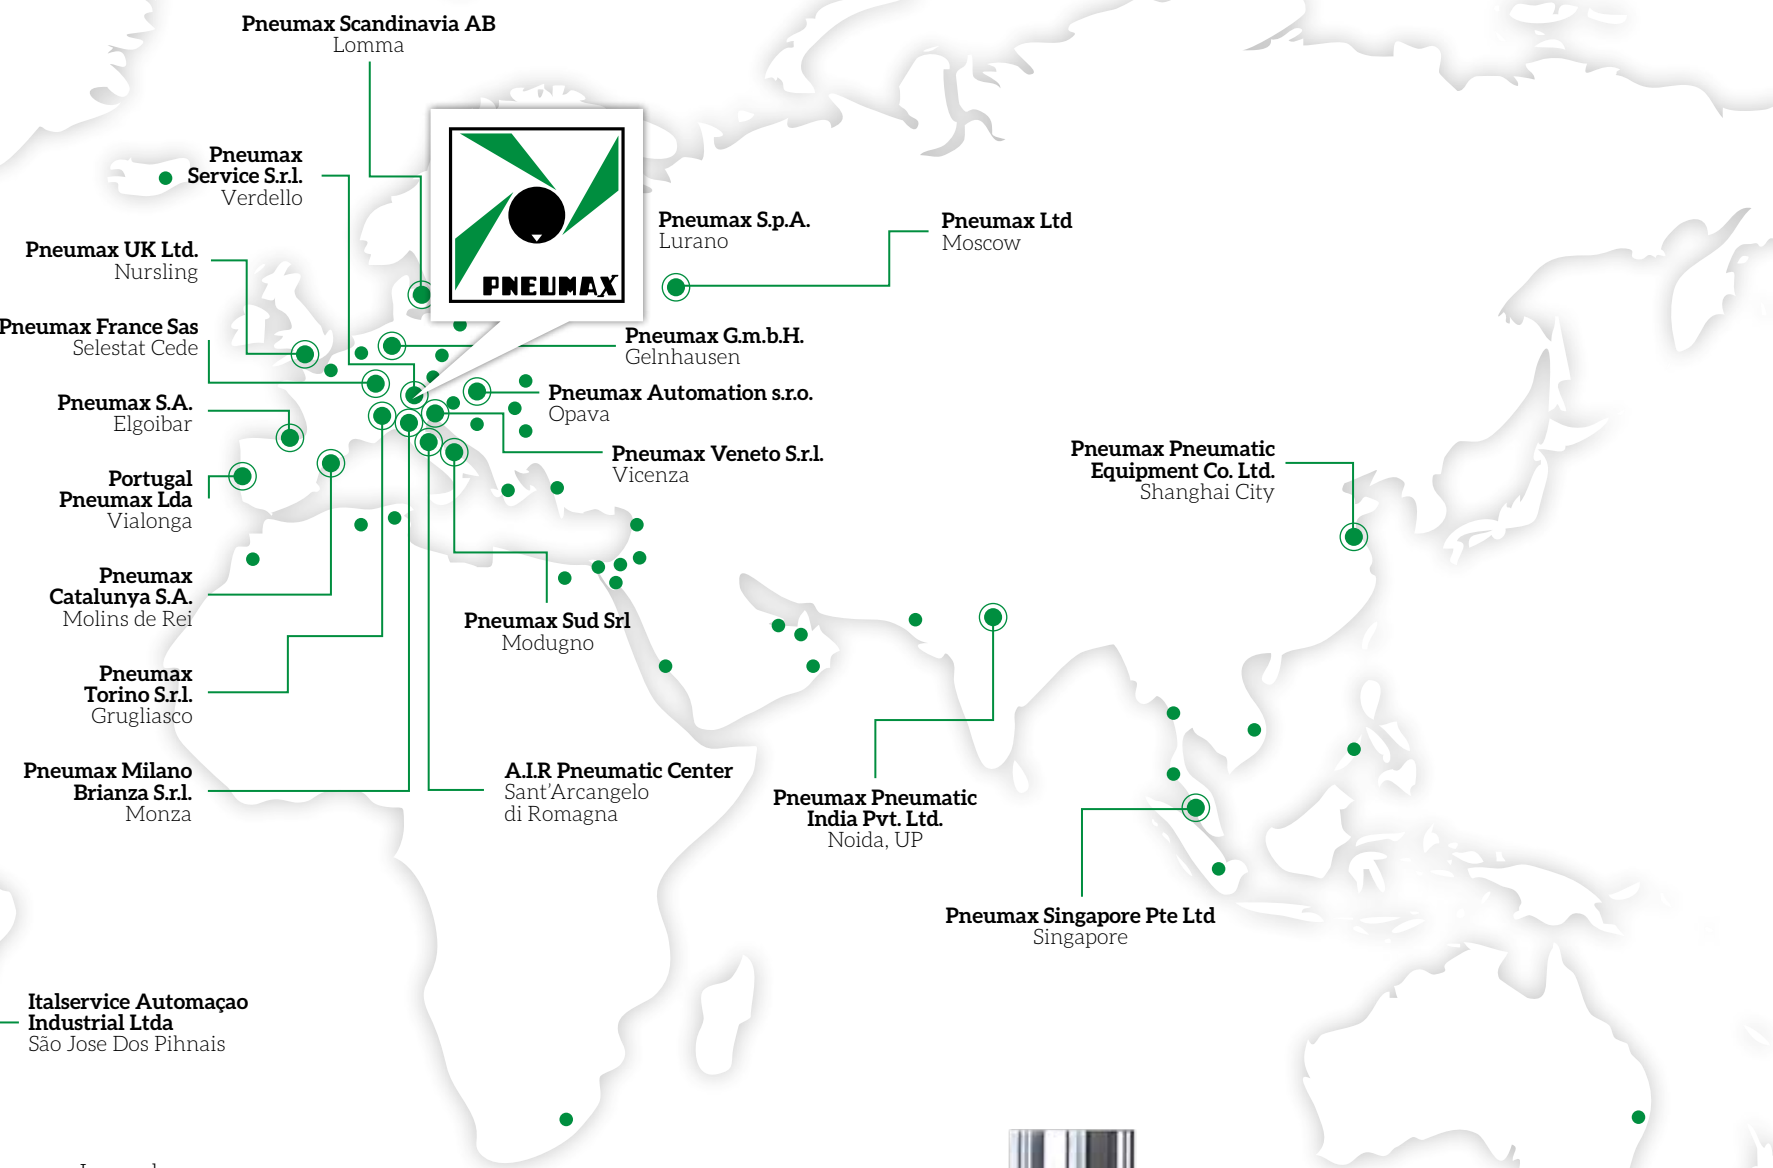 Pneumax Scandinavia AB
Lomma
Pneumax
Service S.r.l.
Verdello
PNEUMAX
Pneumax S.p.A.
Lurano
Pneumax Ltd
Moscow
Pneumax UK Ltd.
Nursling
Pneumax France Sas
Selestat Cede
Pneumax G.m.b.H.
Gelnhausen
Pneumax S.A.
Elgoibar
Pneumax Automation s.r.o.
Opava
Pneumax Veneto S.r.l.
Vicenza
Pneumax Pneumatic
Equipment Co. Ltd.
Shanghai City
Portugal
Pneumax Lda
Vialonga
Pneumax
Catalunya S.A.
Molins de Rei
Pneumax Sud Srl
Modugno
Pneumax
Torino S.r.l.
Grugliasco
Pneumax Milano
Brianza S.r.l.
Monza
A.I.R Pneumatic Center
Sant'Arcangelo
di Romagna
Pneumax Pneumatic
India Pvt. Ltd.
Noida, UP
Pneumax Singapore Pte Ltd
Singapore
Italservice Automaçao
Industrial Ltda
São Jose Dos Pihnais